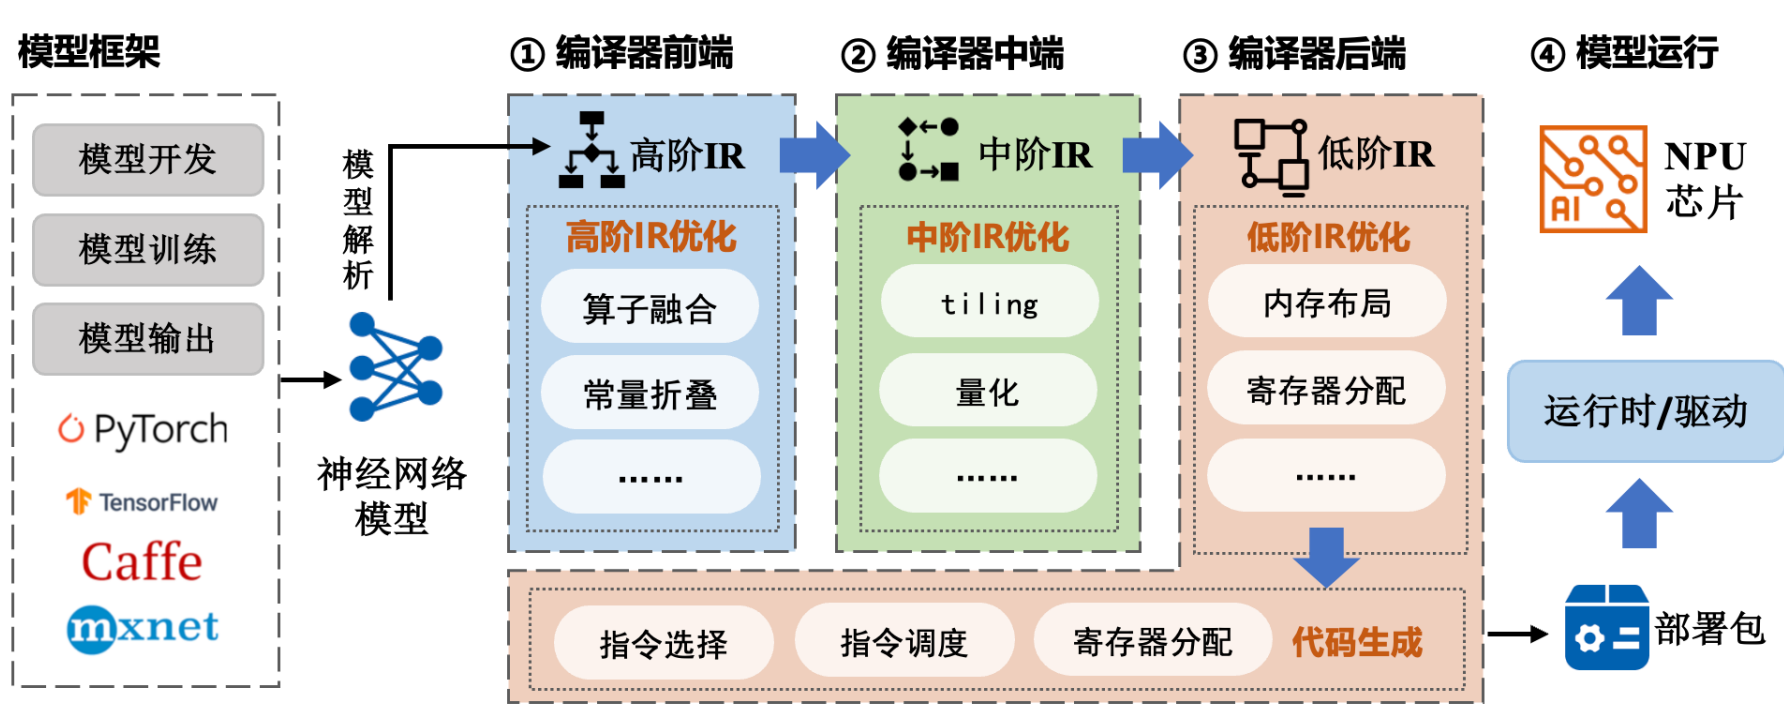 模型框架
模型开发
模型训练
模型输出
PyTorch
TensorFlow
Caffe
mxnet
模型解析
神经网络
模型
① 编译器前端
高阶IR
高阶IR优化
算子融合
常量折叠
……
② 编译器中端
中阶IR
中阶IR优化
tiling
量化
……
③ 编译器后端
低阶IR
低阶IR优化
内存布局
寄存器分配
……
指令选择
指令调度
寄存器分配
代码生成
④ 模型运行
AI
NPU
芯片
运行时/驱动
部署包